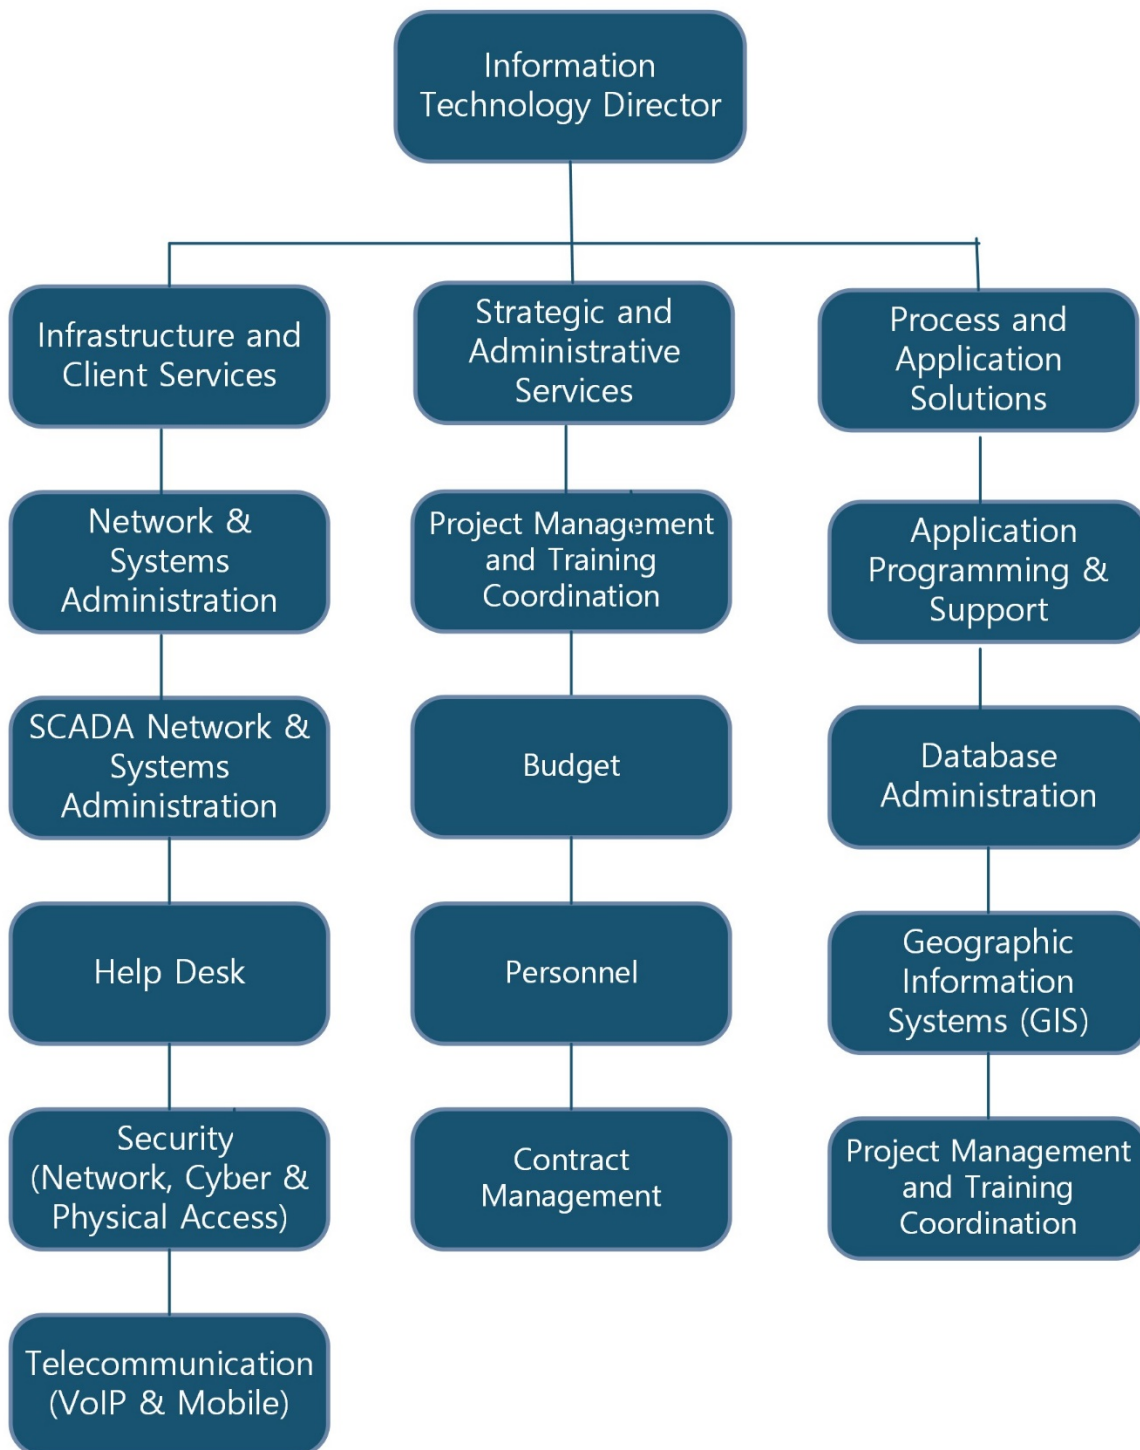 Information
Technology Director
Infrastructure and
Client Services
Strategic and
Administrative
Services
Process and
Application
Solutions
Network &
Systems
Administration
Project Management
and Training
Coordination
Application
Programming &
Support
SCADA Network &
Systems
Administration
Budget
Database
Administration
Help Desk
Personnel
Geographic
Information
Systems (GIS)
Security
(Network, Cyber &
Physical Access)
Contract
Management
Project Management
and Training
Coordination
Telecommunication
(VoIP & Mobile)